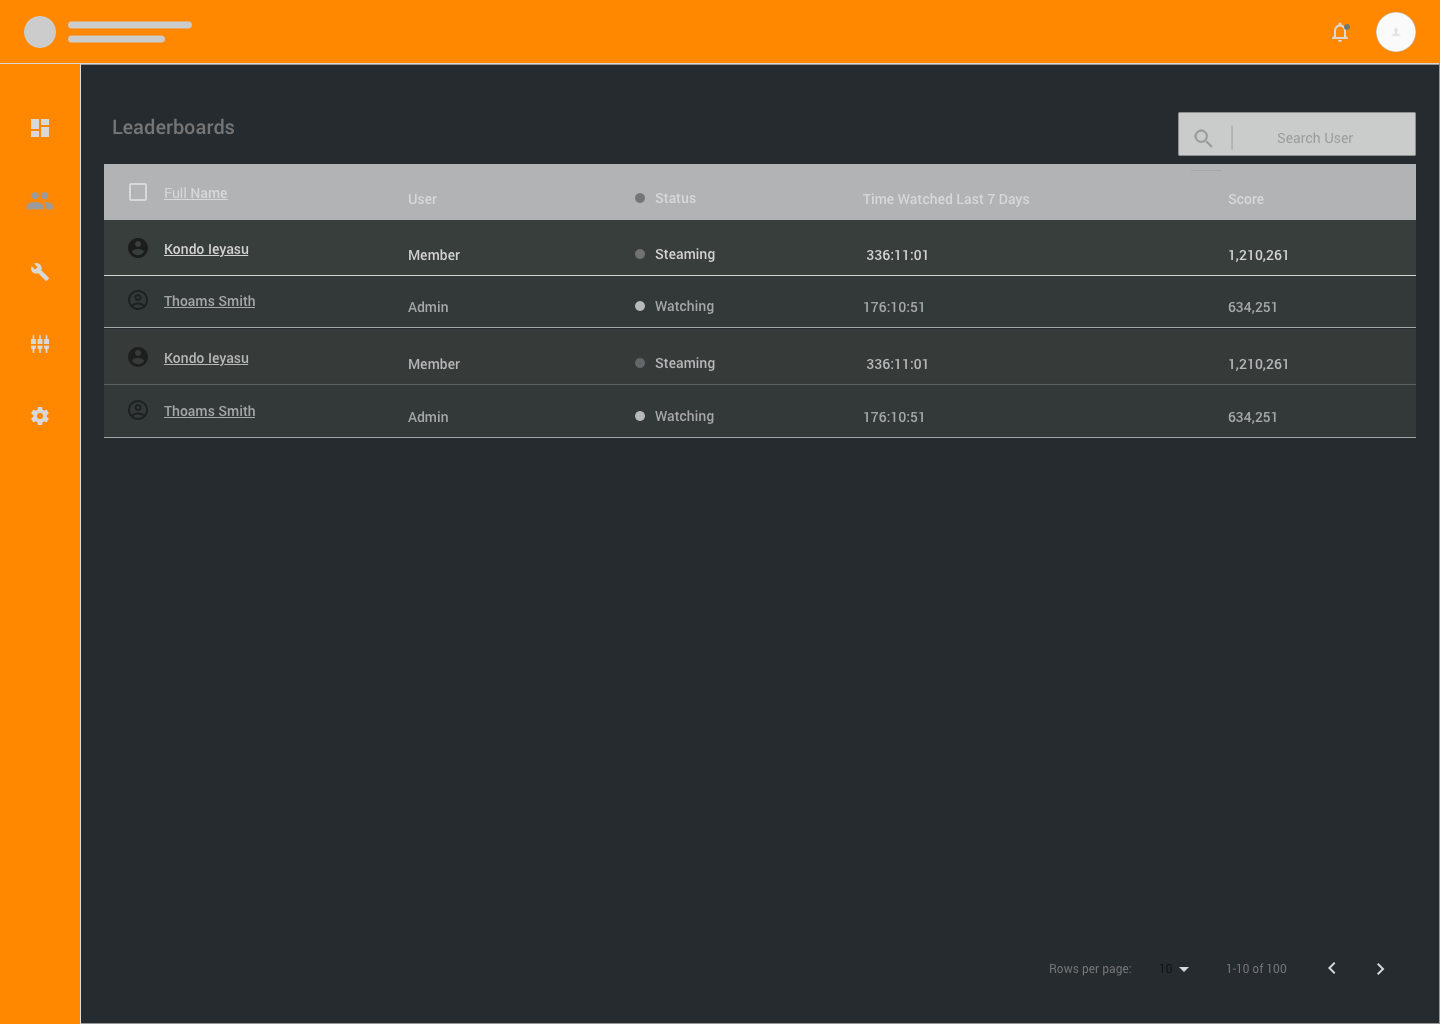 Leaderboards
Search User
Full Name User Status Time Watched Last 7 Days Score
Kondo Ieyasu Member Steaming 336:11:01 1,210,261
Thoams Smith Admin Watching 176:10:51 634,251
Kondo Ieyasu Member Steaming 336:11:01 1,210,261
Thoams Smith Admin Watching 176:10:51 634,251
Rows per page: 10 1-10 of 100